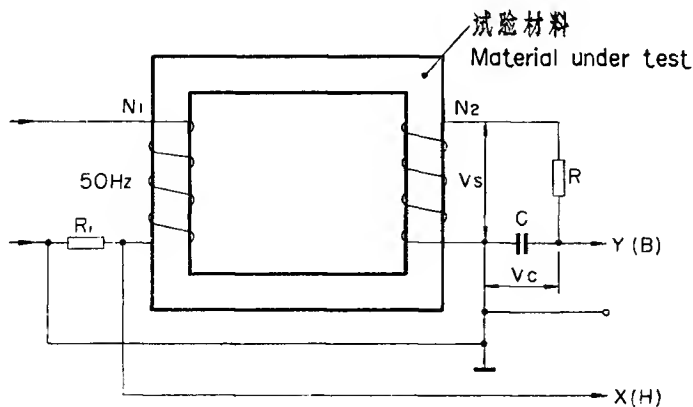 试验材料
Material under test
N1
N2
50Hz
Vs
R
R1
C
Y(B)
Vc
X(H)